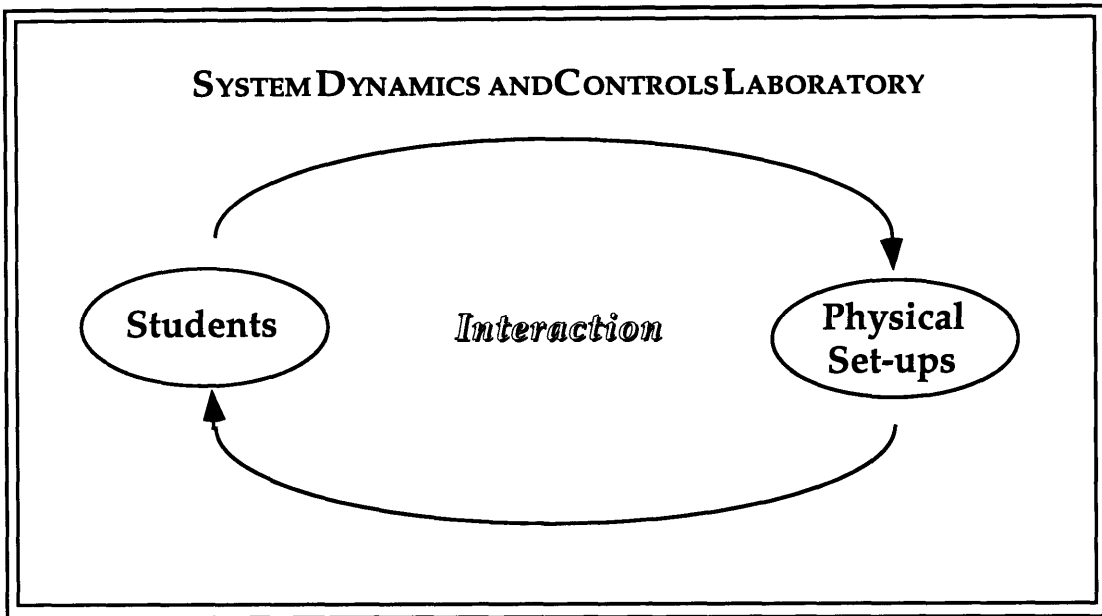 SYSTEM DYNAMICS AND CONTROLS LABORATORY
Students
Interaction
Physical
Set-ups